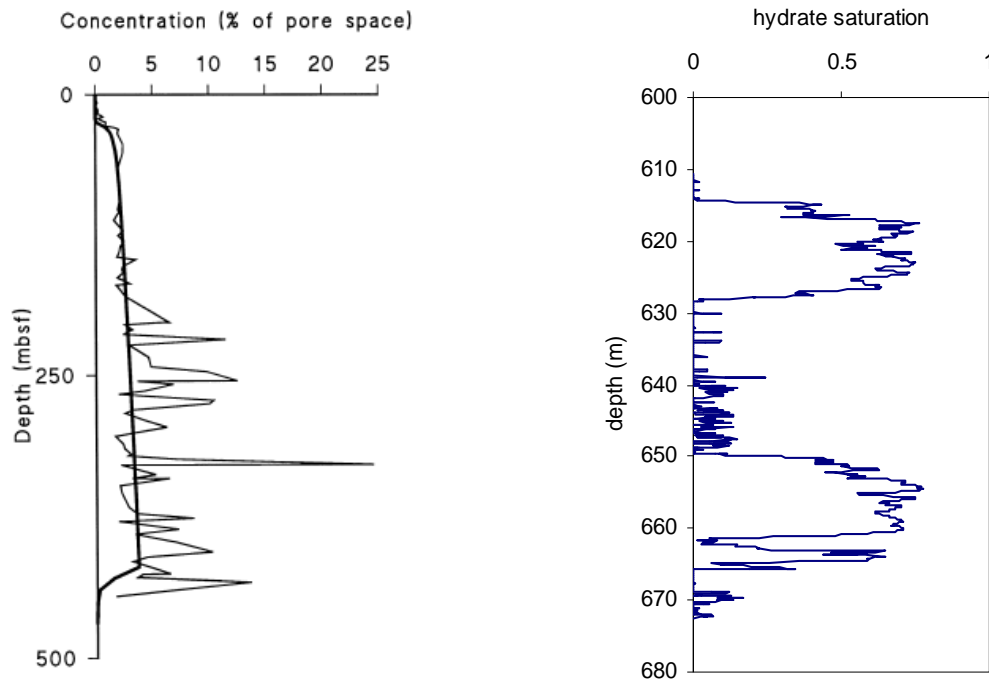 Concentration (% of pore space)
0 5 10 15 20 25
0
250
500
Depth (mbsf)
hydrate saturation
0 0.5 1
600
610
620
630
640
650
660
670
680
depth (m)